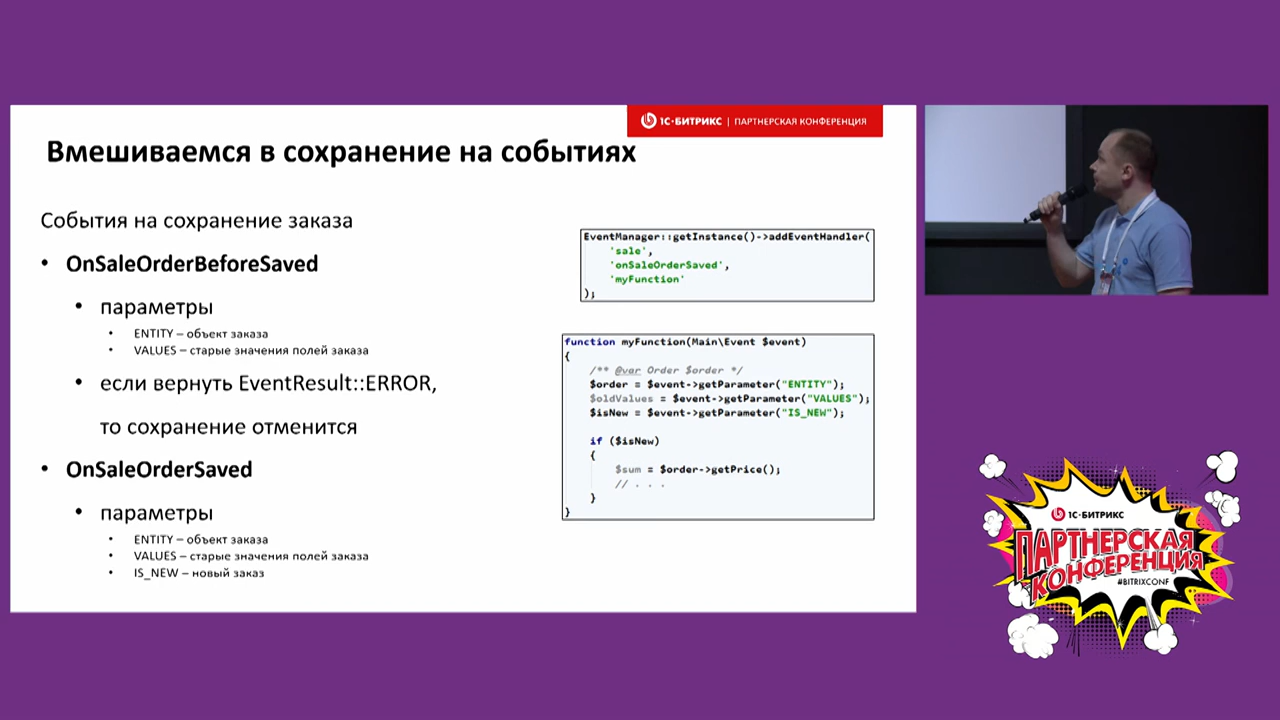 1С-БИТРИКС | ПАРТНЕРСКАЯ КОНФЕРЕНЦИЯ
Вмешиваемся в сохранение на событиях
События на сохранение заказа
• OnSaleOrderBeforeSaved
• параметры
• ENTITY – объект заказа
• VALUES – старые значения полей заказа
• если вернуть EventResult::ERROR,
то сохранение отменится
• OnSaleOrderSaved
• параметры
• ENTITY – объект заказа
• VALUES – старые значения полей заказа
• IS_NEW – новый заказ
EventManager::getInstance()->addEventHandler(
'sale',
'onSaleOrderSaved',
'myFunction'
);
function myFunction(Main\Event $event)
{
/** @var Order $order */
$order = $event->getParameter("ENTITY");
$oldValues = $event->getParameter("VALUES");
$isNew = $event->getParameter("IS_NEW");
if ($isNew)
{
$sum = $order->getPrice();
// . . .
}
}
1С-БИТРИКС
ПАРТНЕРСКАЯ
КОНФЕРЕНЦИЯ
#BITRIXCONF